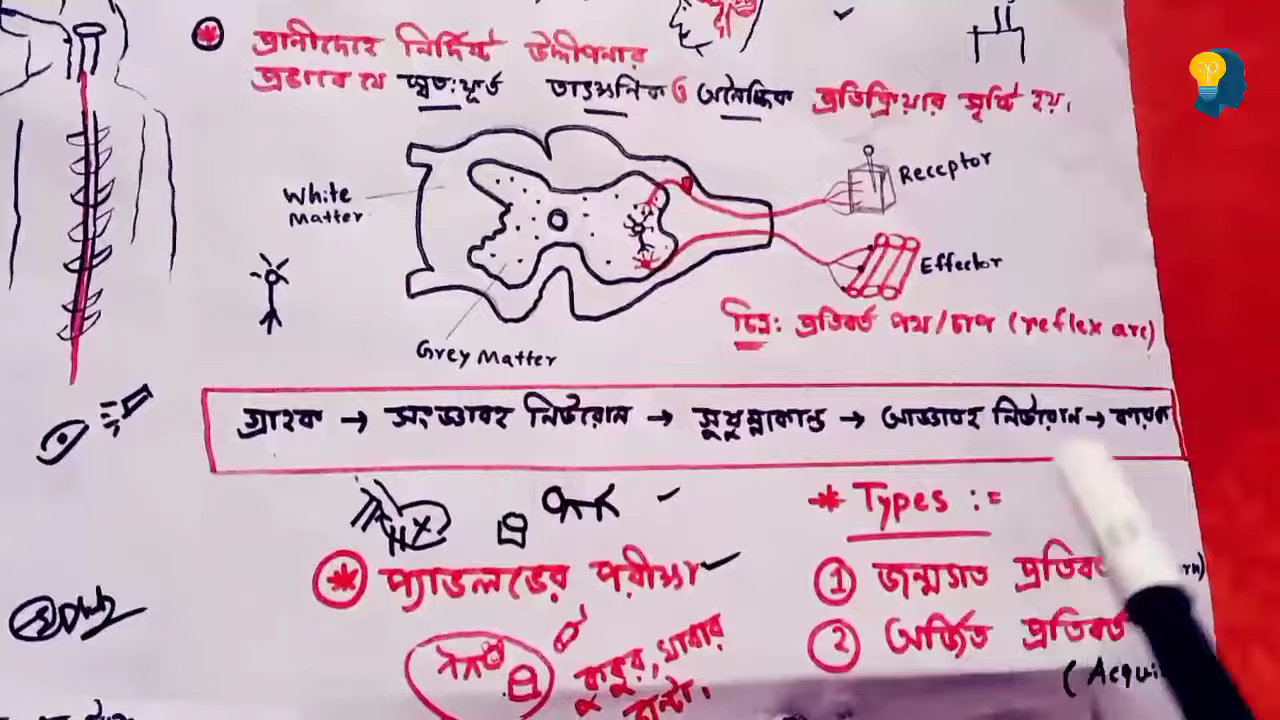 প্রানীদেহে নির্দিষ্ট উদ্দীপনার
প্রভাবে যে স্বতঃস্ফূর্ত তাৎক্ষনিক ও অনৈচ্ছিক প্রতিক্রিয়ার সৃষ্টি হয়।
White Matter
Receptor
Effector
Grey Matter
চিত্র: প্রতিবর্ত পথ/চাপ (reflex arc)
গ্রাহক → সংজ্ঞাবহ নিউরোন → সুষুম্নাকান্ড → আজ্ঞাবহ নিউরোন → কারক
* Types :=
প্যাভলভের পরীক্ষা
① জন্মগত প্রতিবর্ত
② অর্জিত প্রতিবর্ত
(Acqui
কুকুর, খাবার
ঘন্টা।